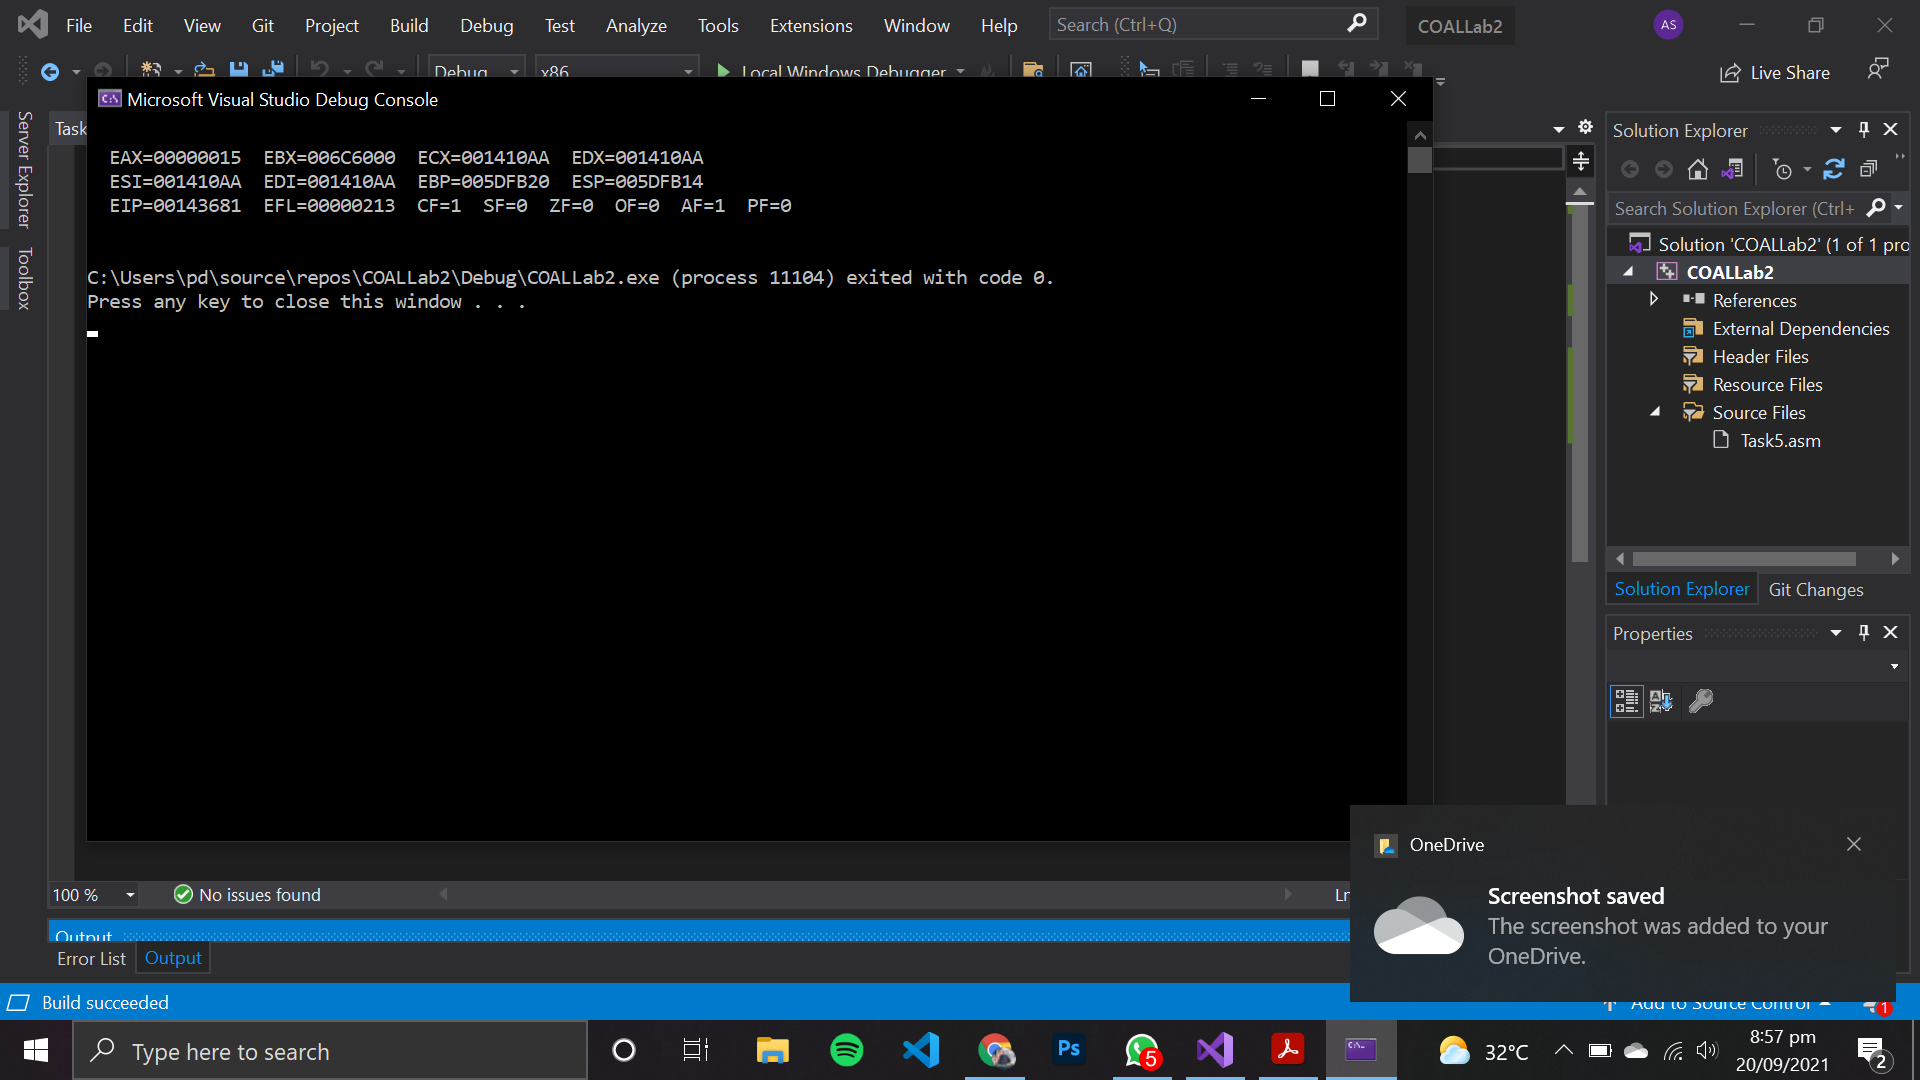 File Edit View Git Project Build Debug Test Analyze Tools Extensions Window Help Search (Ctrl+Q) COALLab2 AS
Debug x86 Local Windows Debugger Live Share
Server Explorer
Toolbox
Task
Microsoft Visual Studio Debug Console
EAX=00000015 EBX=006C6000 ECX=001410AA EDX=001410AA
ESI=001410AA EDI=001410AA EBP=005DFB20 ESP=005DFB14
EIP=00143681 EFL=00000213 CF=1 SF=0 ZF=0 OF=0 AF=1 PF=0
C:\Users\pd\source\repos\COALLab2\Debug\COALLab2.exe (process 11104) exited with code 0.
Press any key to close this window . . .
Solution Explorer
Search Solution Explorer (Ctrl+
Solution 'COALLab2' (1 of 1 pro
COALLab2
References
External Dependencies
Header Files
Resource Files
Source Files
Task5.asm
Solution Explorer Git Changes
Properties
OneDrive
Screenshot saved
The screenshot was added to your
OneDrive.
100 % No issues found Ln
Output
Error List Output
Build succeeded Add to Source Control 1
Type here to search Ps 5 32°C 8:57 pm
20/09/2021 2